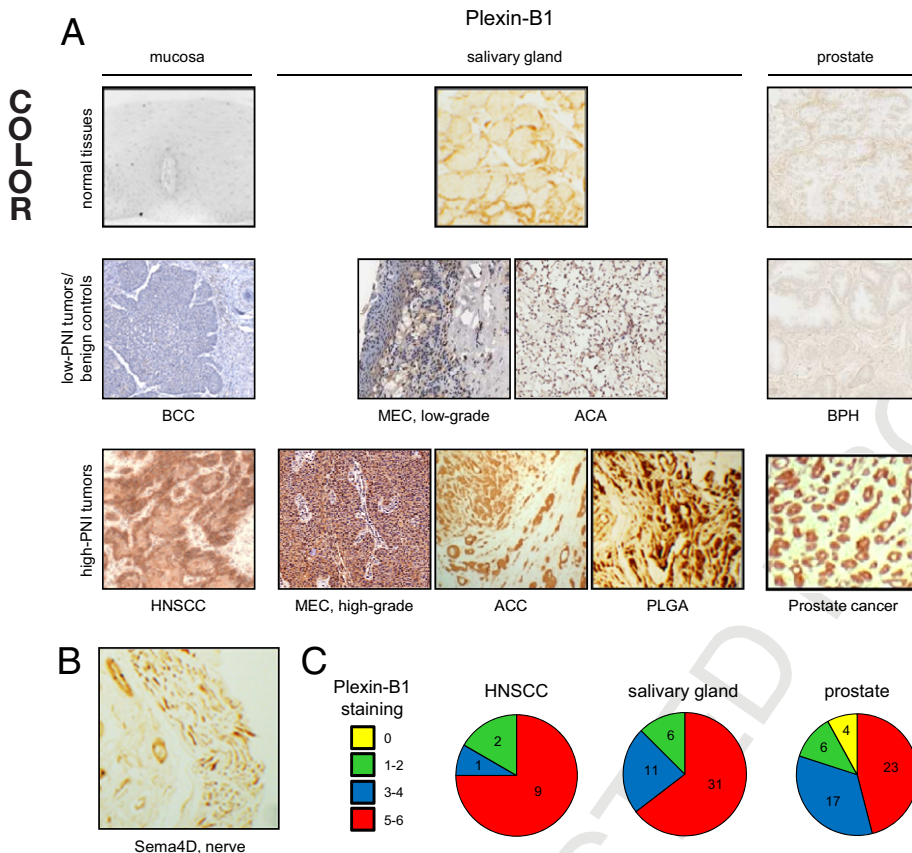 Plexin-B1
A
mucosa
salivary gland
prostate
COLOR
normal tissues
low-PNI tumors/
benign controls
BCC
MEC, low-grade
ACA
BPH
high-PNI tumors
HNSCC
MEC, high-grade
ACC
PLGA
Prostate cancer
B
Sema4D, nerve
C
Plexin-B1
staining
0
1-2
3-4
5-6
HNSCC
2
1
9
salivary gland
6
11
31
prostate
4
6
23
17